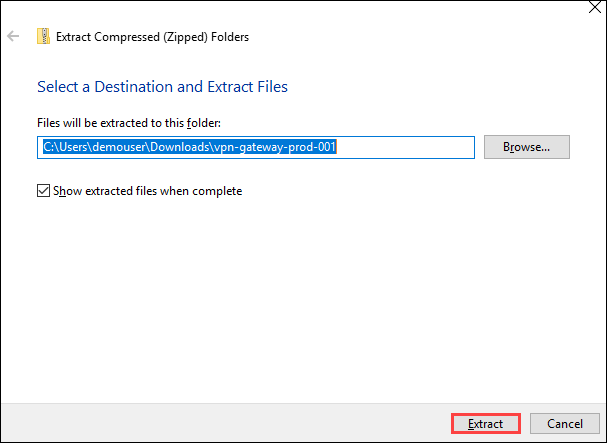 Extract Compressed (Zipped) Folders
Select a Destination and Extract Files
Files will be extracted to this folder:
C:\Users\demouser\Downloads\vpn-gateway-prod-001
Browse...
Show extracted files when complete
Extract
Cancel